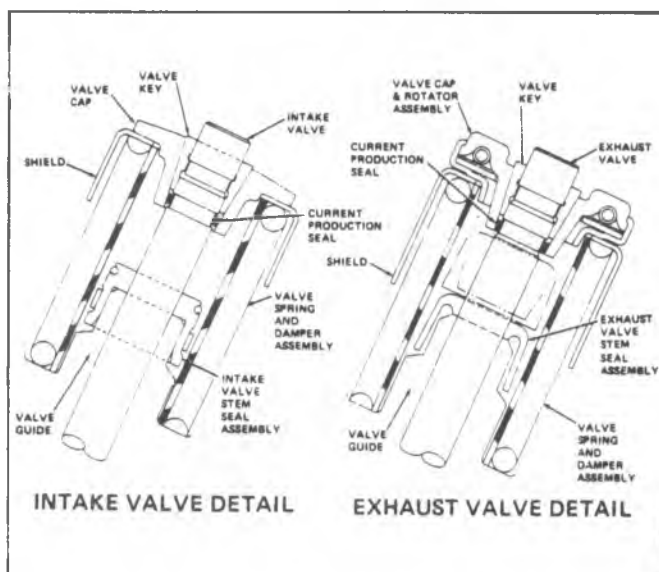 VALVE
CAP
VALVE
KEY
INTAKE
VALVE
SHIELD
CURRENT
PRODUCTION
SEAL
VALVE
SPRING
AND
DAMPER
ASSEMBLY
INTAKE
VALVE
STEM
SEAL
ASSEMBLY
VALVE
GUIDE
INTAKE VALVE DETAIL
VALVE CAP
& ROTATOR
ASSEMBLY
VALVE
KEY
CURRENT
PRODUCTION
SEAL
EXHAUST
VALVE
SHIELD
EXHAUST
VALVE
STEM
SEAL
ASSEMBLY
VALVE
GUIDE
VALVE
SPRING
AND
DAMPER
ASSEMBLY
EXHAUST VALVE DETAIL